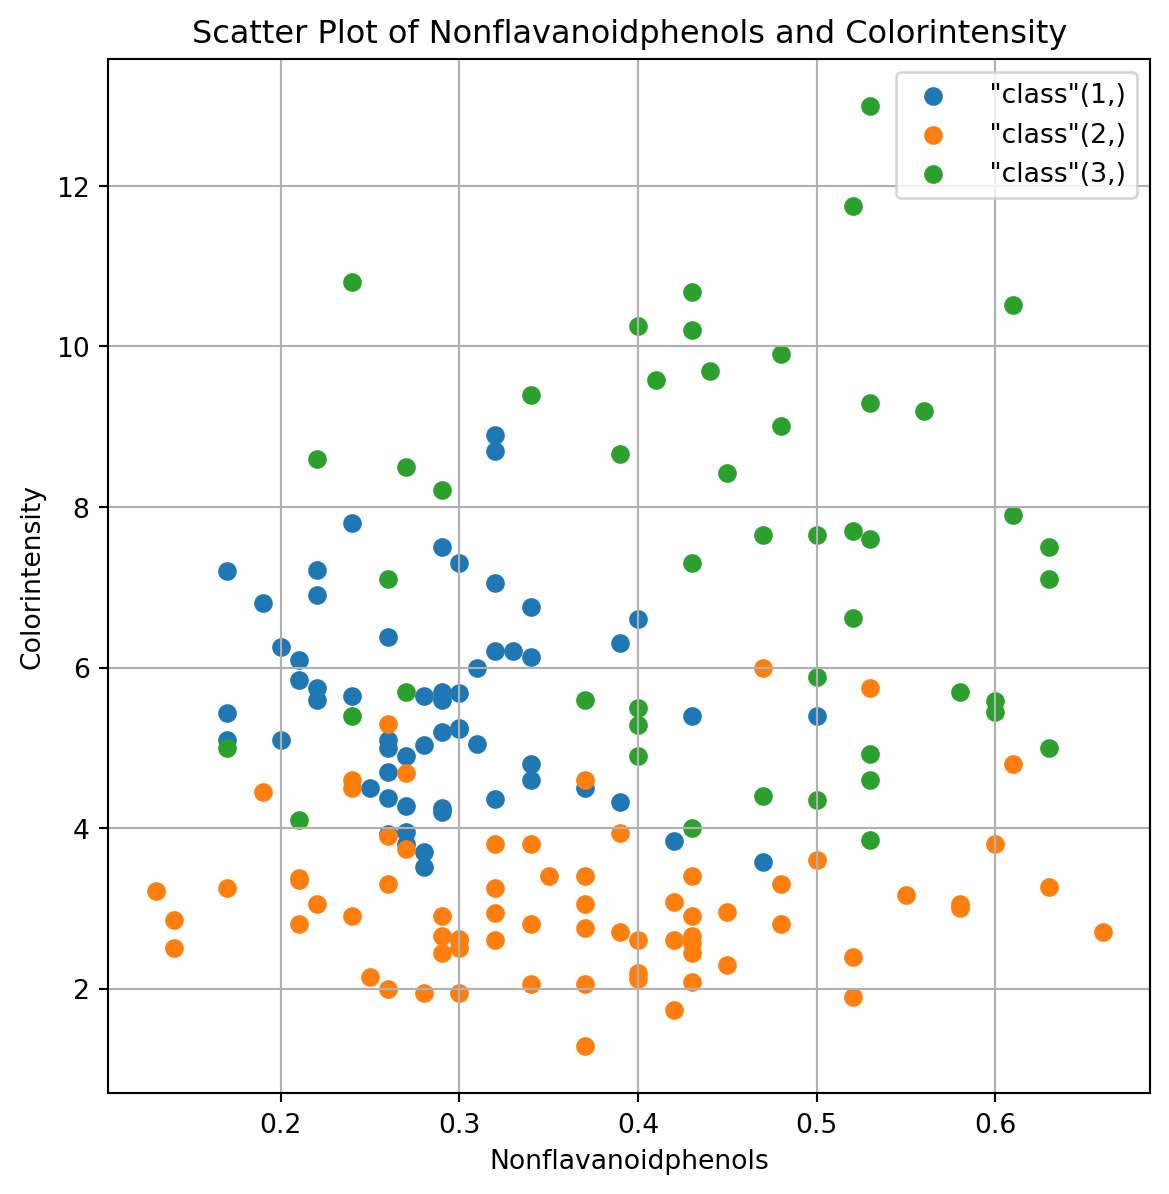 Scatter Plot of Nonflavanoidphenols and Colorintensity
"class"(1,)
"class"(2,)
"class"(3,)
12
10
8
6
4
2
Colorintensity
0.2 0.3 0.4 0.5 0.6
Nonflavanoidphenols